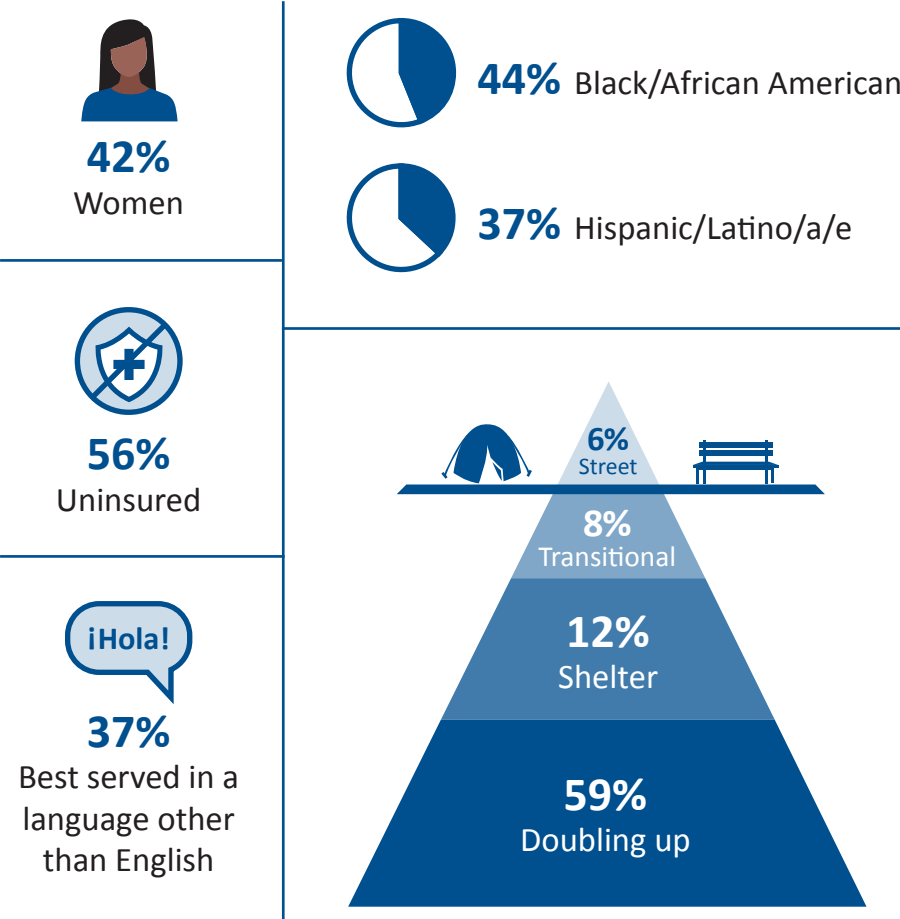 42%
Women
44% Black/African American
37% Hispanic/Latino/a/e
56%
Uninsured
¡Hola!
37%
Best served in a
language other
than English
6%
Street
8%
Transitional
12%
Shelter
59%
Doubling up